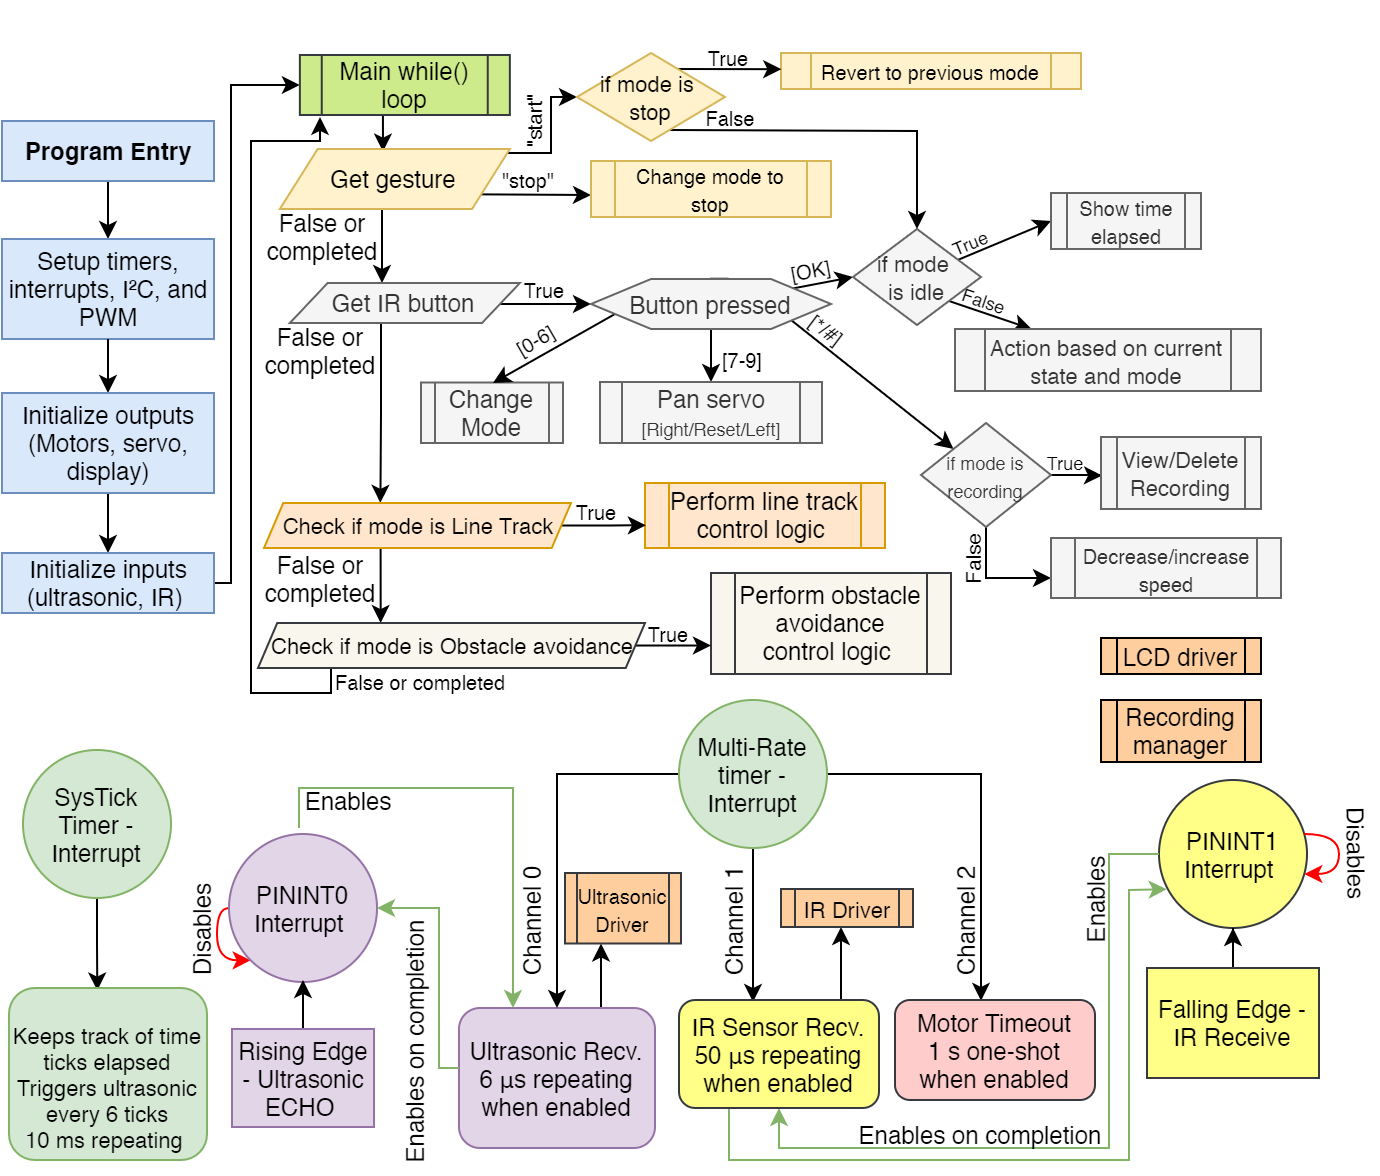 Program Entry
Setup timers,
interrupts, I²C, and
PWM
Initialize outputs
(Motors, servo,
display)
Initialize inputs
(ultrasonic, IR)
Main while()
loop
Get gesture
"start"
"stop"
if mode is
stop
True
Revert to previous mode
False
Change mode to
stop
False or
completed
Get IR button
True
Button pressed
[OK]
if mode
is idle
True
Show time
elapsed
False
Action based on current
state and mode
[0-6]
Change
Mode
[7-9]
Pan servo
[Right/Reset/Left]
[*/#]
if mode is
recording
True
View/Delete
Recording
False
Decrease/increase
speed
False or
completed
Check if mode is Line Track
True
Perform line track
control logic
False or
completed
Check if mode is Obstacle avoidance
True
Perform obstacle
avoidance
control logic
False or completed
LCD driver
Recording
manager
SysTick
Timer -
Interrupt
Keeps track of time
ticks elapsed
Triggers ultrasonic
every 6 ticks
10 ms repeating
Enables
PININT0
Interrupt
Disables
Rising Edge
- Ultrasonic
ECHO
Enables on completion
Multi-Rate
timer -
Interrupt
Channel 0
Ultrasonic
Driver
Ultrasonic Recv.
6 µs repeating
when enabled
Channel 1
IR Driver
IR Sensor Recv.
50 µs repeating
when enabled
Channel 2
Motor Timeout
1 s one-shot
when enabled
Enables on completion
Enables
PININT1
Interrupt
Disables
Falling Edge -
IR Receive